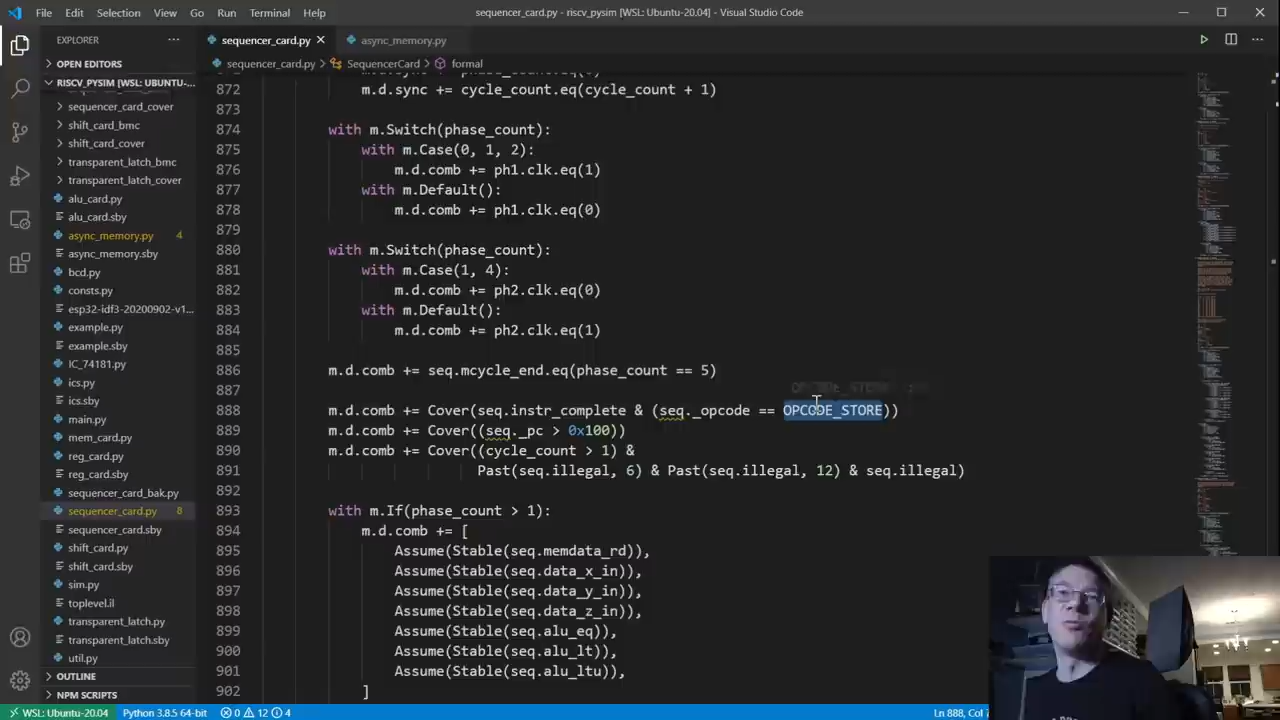 File Edit Selection View Go Run Terminal Help
sequencer_card.py - riscv_pysim [WSL: Ubuntu-20.04] - Visual Studio Code
EXPLORER
OPEN EDITORS
RISCV_PYSIM [WSL: UBUNTU-...
sequencer_card_cover
shift_card_bmc
shift_card_cover
transparent_latch_bmc
transparent_latch_cover
alu_card.py
alu_card.sby
async_memory.py 4
async_memory.sby
bcd.py
consts.py
example.py
example.sby
IC_74181.py
ics.py
ics.sby
main.py
mem_card.py
reg_card.py
reg_card.sby
sequencer_card_bak.py
sequencer_card.py 8
sequencer_card.sby
shift_card.py
shift_card.sby
sim.py
toplevel.il
transparent_latch.py
transparent_latch.sby
util.py
OUTLINE
NPM SCRIPTS
sequencer_card.py
async_memory.py
sequencer_card.py > SequencerCard > formal
872 m.d.sync += cycle_count.eq(cycle_count + 1)
873
874 with m.Switch(phase_count):
875 with m.Case(0, 1, 2):
876 m.d.comb += ph1_clk.eq(1)
877 with m.Default():
878 m.d.comb += ph1_clk.eq(0)
879
880 with m.Switch(phase_count):
881 with m.Case(1,
882 m.d.comb += ph2_clk.eq(0)
883 with m.Default():
884 m.d.comb += ph2_clk.eq(1)
885
886 m.d.comb += seq.mcycle_end.eq(phase_count == 5)
887
888 m.d.comb += Cover(seq.instr_complete & (seq._opcode == OPCODE_STORE))
889 m.d.comb += Cover((seq._pc > 0x100))
890 m.d.comb += Cover((cycle_count > &
891 Past(seq.illegal, 6) & Past(seq.illegal, 12) & seq.illegal
892
893 with m.If(phase_count > 1):
894 m.d.comb += [
895 Assume(Stable(seq.memdata_rd)),
896 Assume(Stable(seq.data_x_in)),
897 Assume(Stable(seq.data_y_in)),
898 Assume(Stable(seq.data_z_in)),
899 Assume(Stable(seq.alu_eq)),
900 Assume(Stable(seq.alu_lt)),
901 Assume(Stable(seq.alu_ltu)),
902 ]
WSL: Ubuntu-20.04 Python 3.8.5 64-bit 0 12 4
Ln 888, Col 7